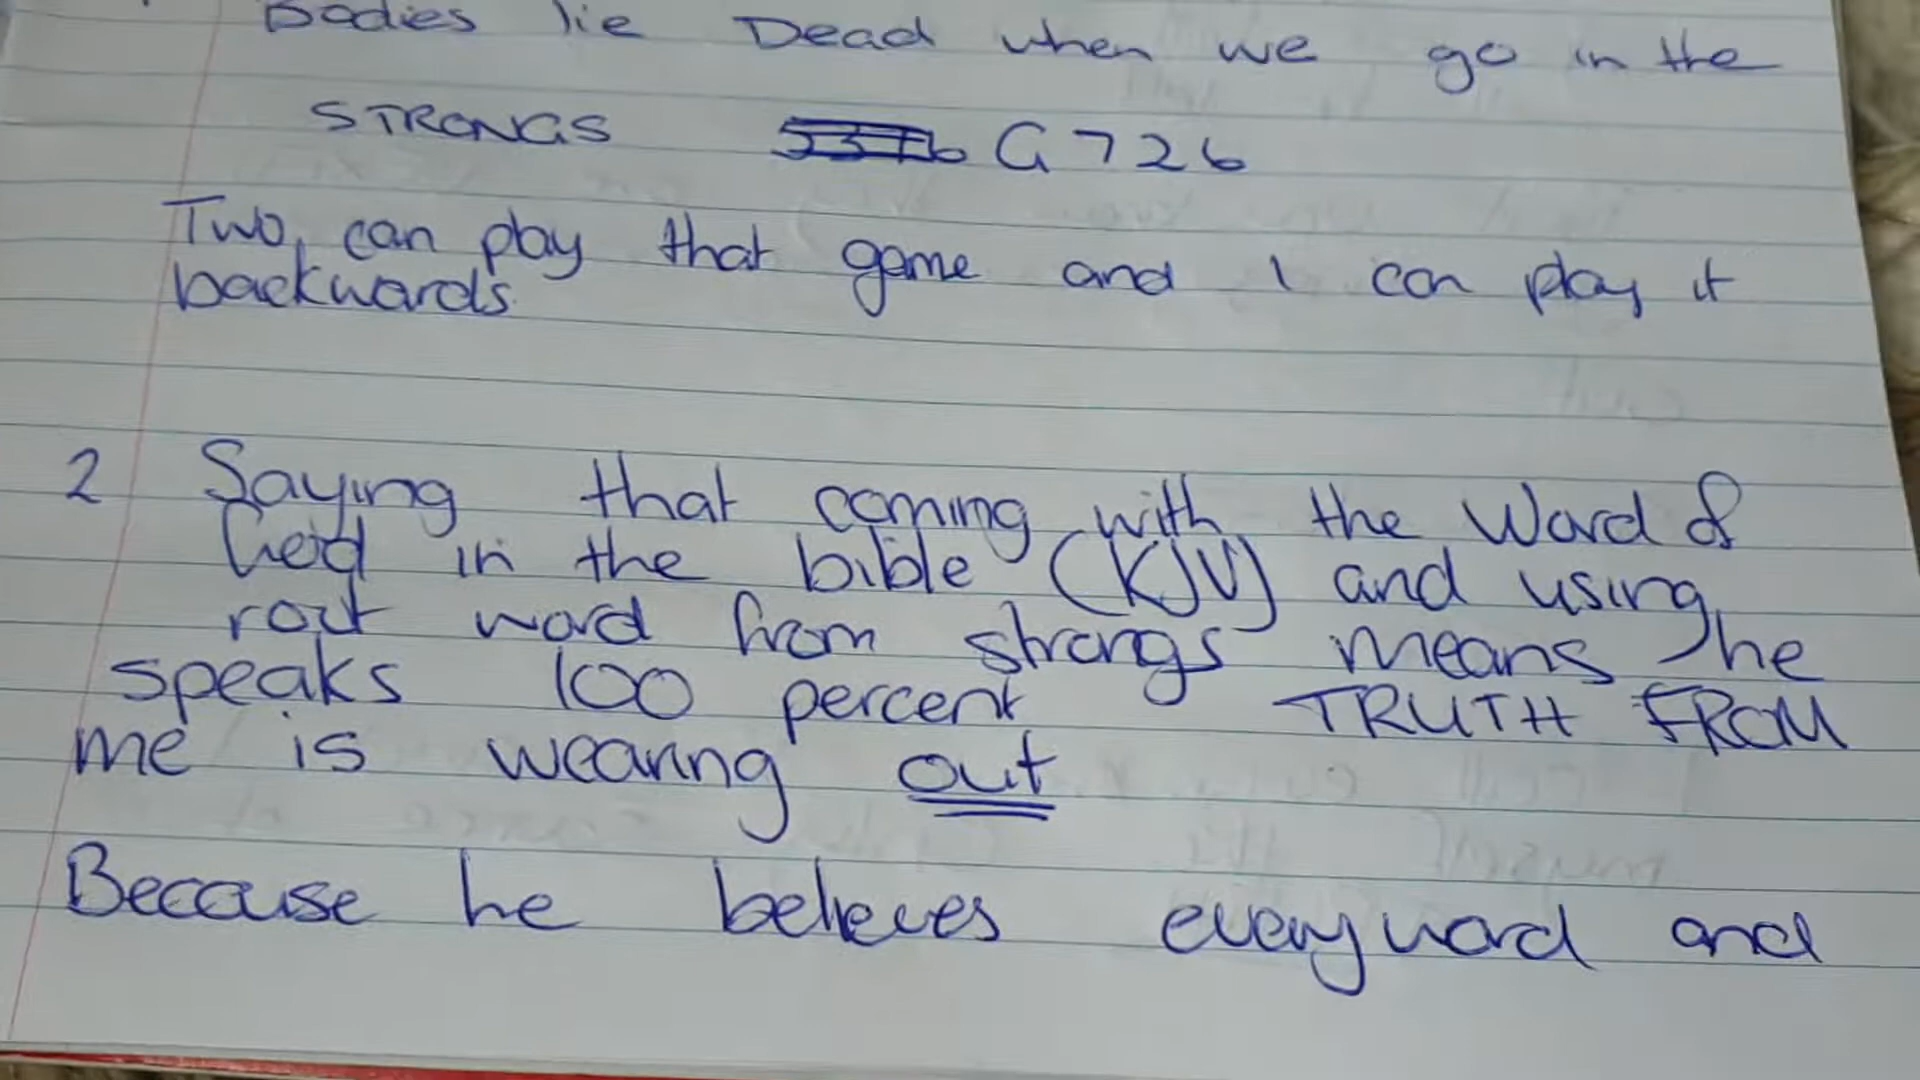 Bodies lie Dead when we go in the
STRONGS G726
Two, can play that game and I can play it
backwards.
2 Saying that coming with the Word of
God in the bible (KJV) and using
root word from strongs means he
speaks 100 percent TRUTH FROM
me is wearing out
Because he believes every word and